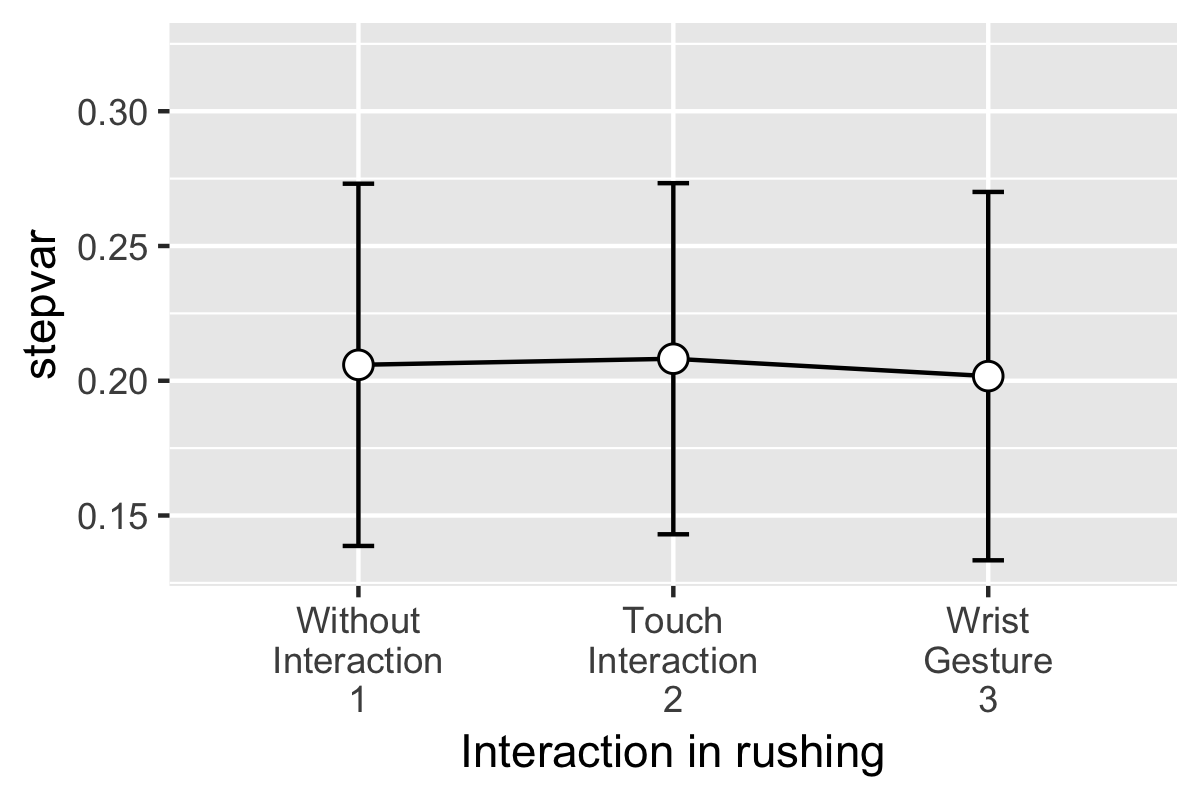 stepvar
0.30
0.25
0.20
0.15
Without
Interaction
1
Touch
Interaction
2
Wrist
Gesture
3
Interaction in rushing